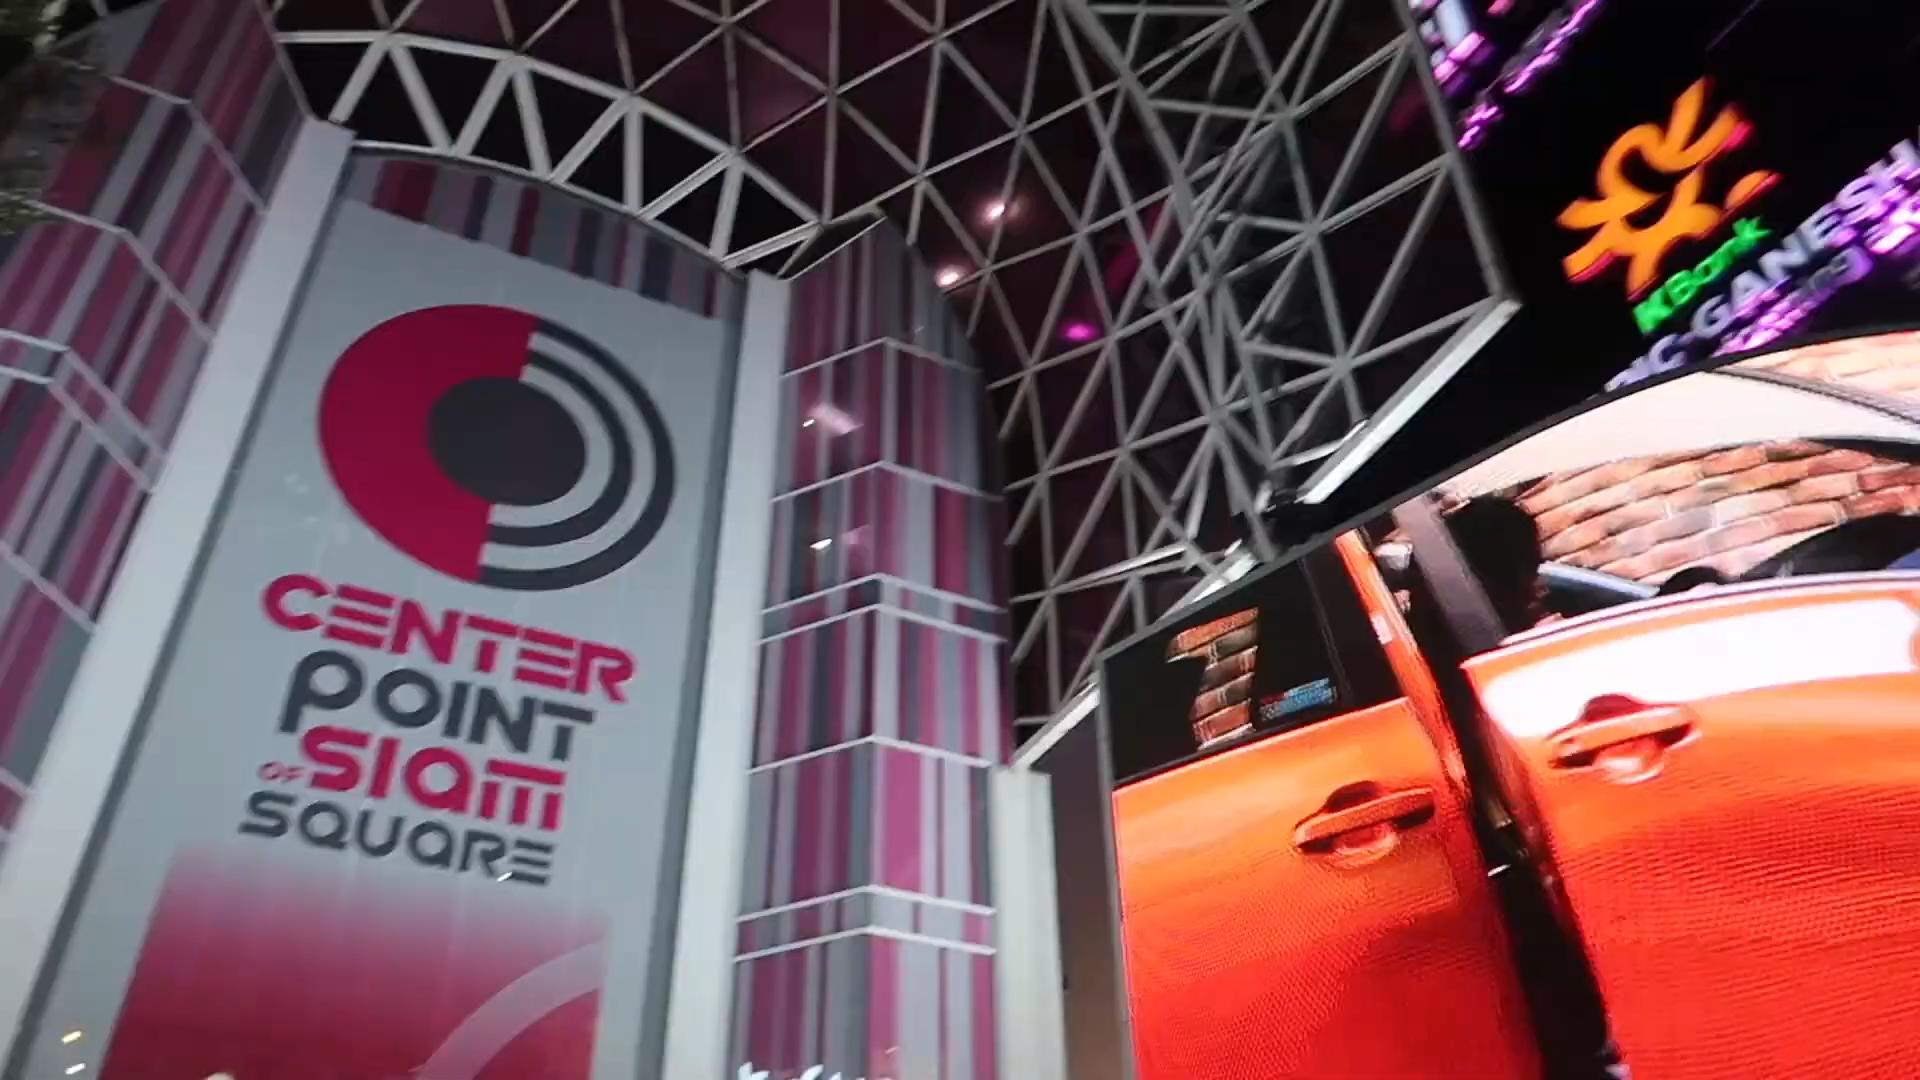 CENTER
POINT
OF SIAM
SQUARE
KBank
GANESH